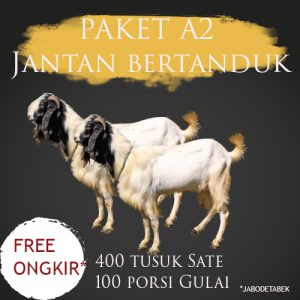 PAKET A2
JANTAN BERTANDUK
FREE
ONGKIR*
400 TUSUK SATE
100 PORSI GULAI
*JABODETABEK